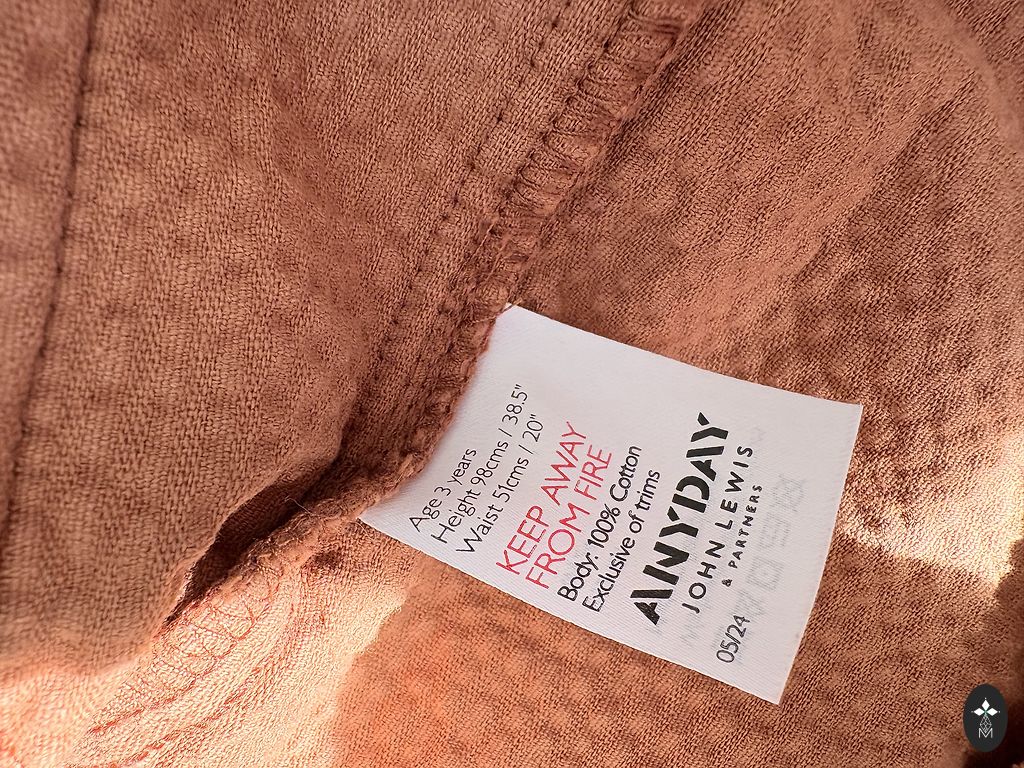 Age 3 years
Height 98cms / 38.5"
Waist 51cms / 20"
KEEP AWAY
FROM FIRE
Body: 100% Cotton
Exclusive of trims
ANYDAY
JOHN LEWIS
& PARTNERS
05/24
M